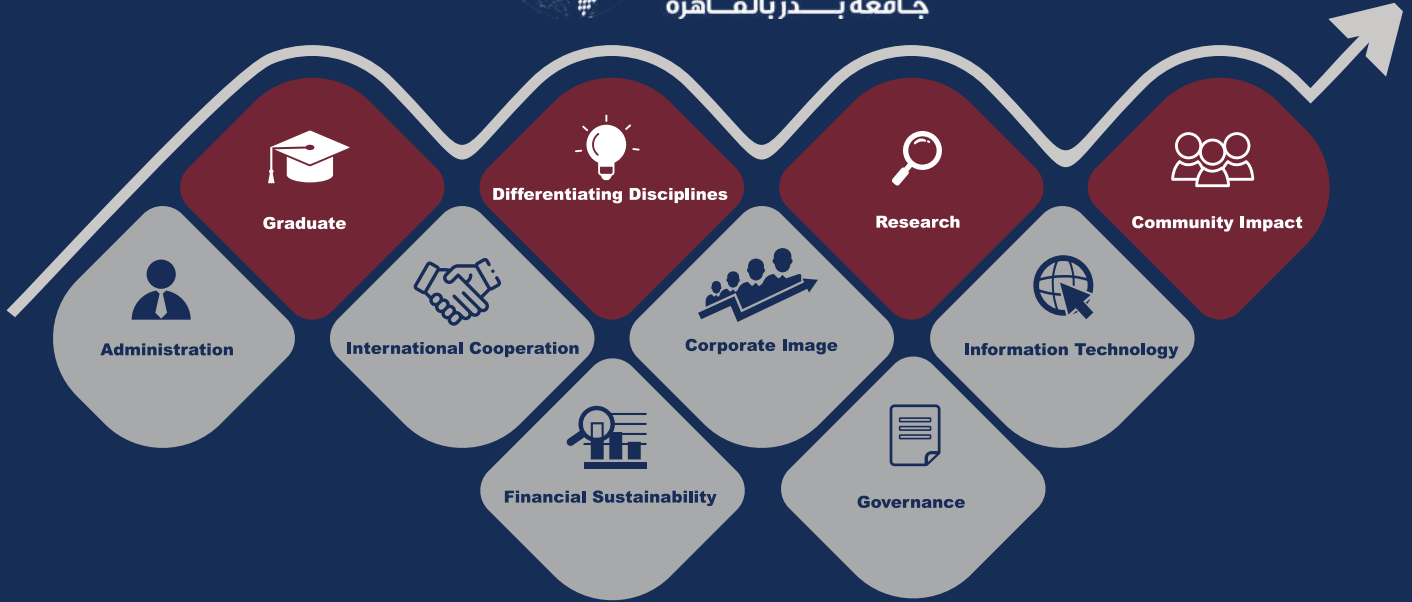 جامعة بدر بالقاهرة
Differentiating Disciplines
Graduate
Research
Community Impact
Administration
International Cooperation
Corporate Image
Information Technology
Financial Sustainability
Governance